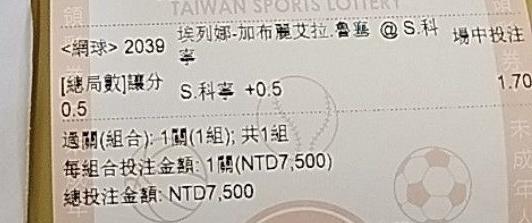 TAIWAN SPORTS LOTTERY
<網球> 2039 埃列娜-加布麗艾拉.魯塞 @ S.科寧 場中投注
[總局數]讓分 0.5 S.科寧 +0.5 1.70
過關(組合): 1關(1組); 共1組
每組合投注金額: 1關(NTD7,500)
總投注金額: NTD7,500